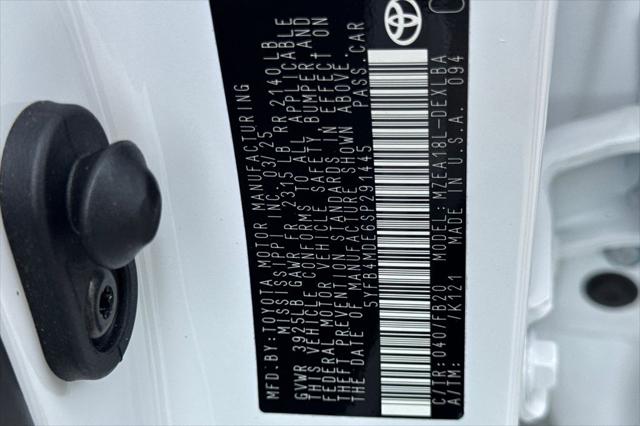 MFD.BY:TOYOTA MOTOR MANUFACTURING
MISSISSIPPI INC. 03/25
GVWR 3925LB GAWR FR 2315 LB RR 2140 LB
THIS VEHICLE CONFORMS TO ALL APPLICABLE
FEDERAL MOTOR VEHICLE SAFETY BUMPER AND
THEFT PREVENTION STANDARDS IN EFFECT ON
THE DATE OF MANUFACTURE SHOWN ABOVE.
5YFB4MDE6SP291445 PASS.CAR
C/TR:040/FB20 MODEL:MZEA18L-DEXLBA
A/TM: /K121 MADE IN U.S.A. 094